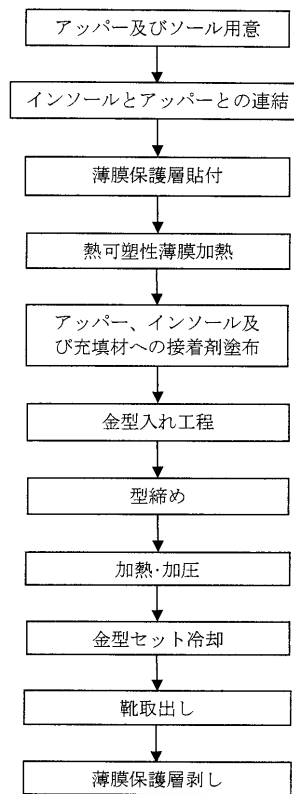 アッパー及びソール用意
インソールとアッパーとの連結
薄膜保護層貼付
熱可塑性薄膜加熱
アッパー、インソール及
び充填材への接着剤塗布
金型入れ工程
型締め
加熱·加圧
金型セット冷却
靴取出し
薄膜保護層剥し